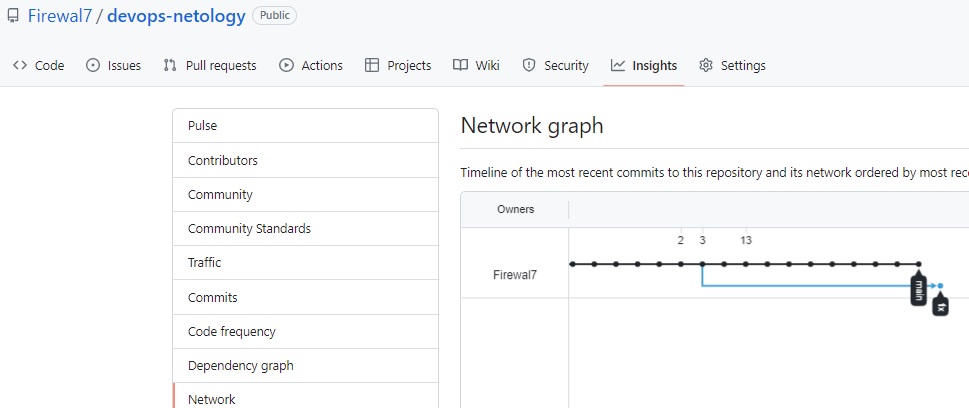 Firewal7 / devops-netology Public
Code Issues Pull requests Actions Projects Wiki Security Insights Settings
Pulse
Contributors
Community
Community Standards
Traffic
Commits
Code frequency
Dependency graph
Network
Network graph
Timeline of the most recent commits to this repository and its network ordered by most rec
Owners
2 3 13
Firewal7
main
fx